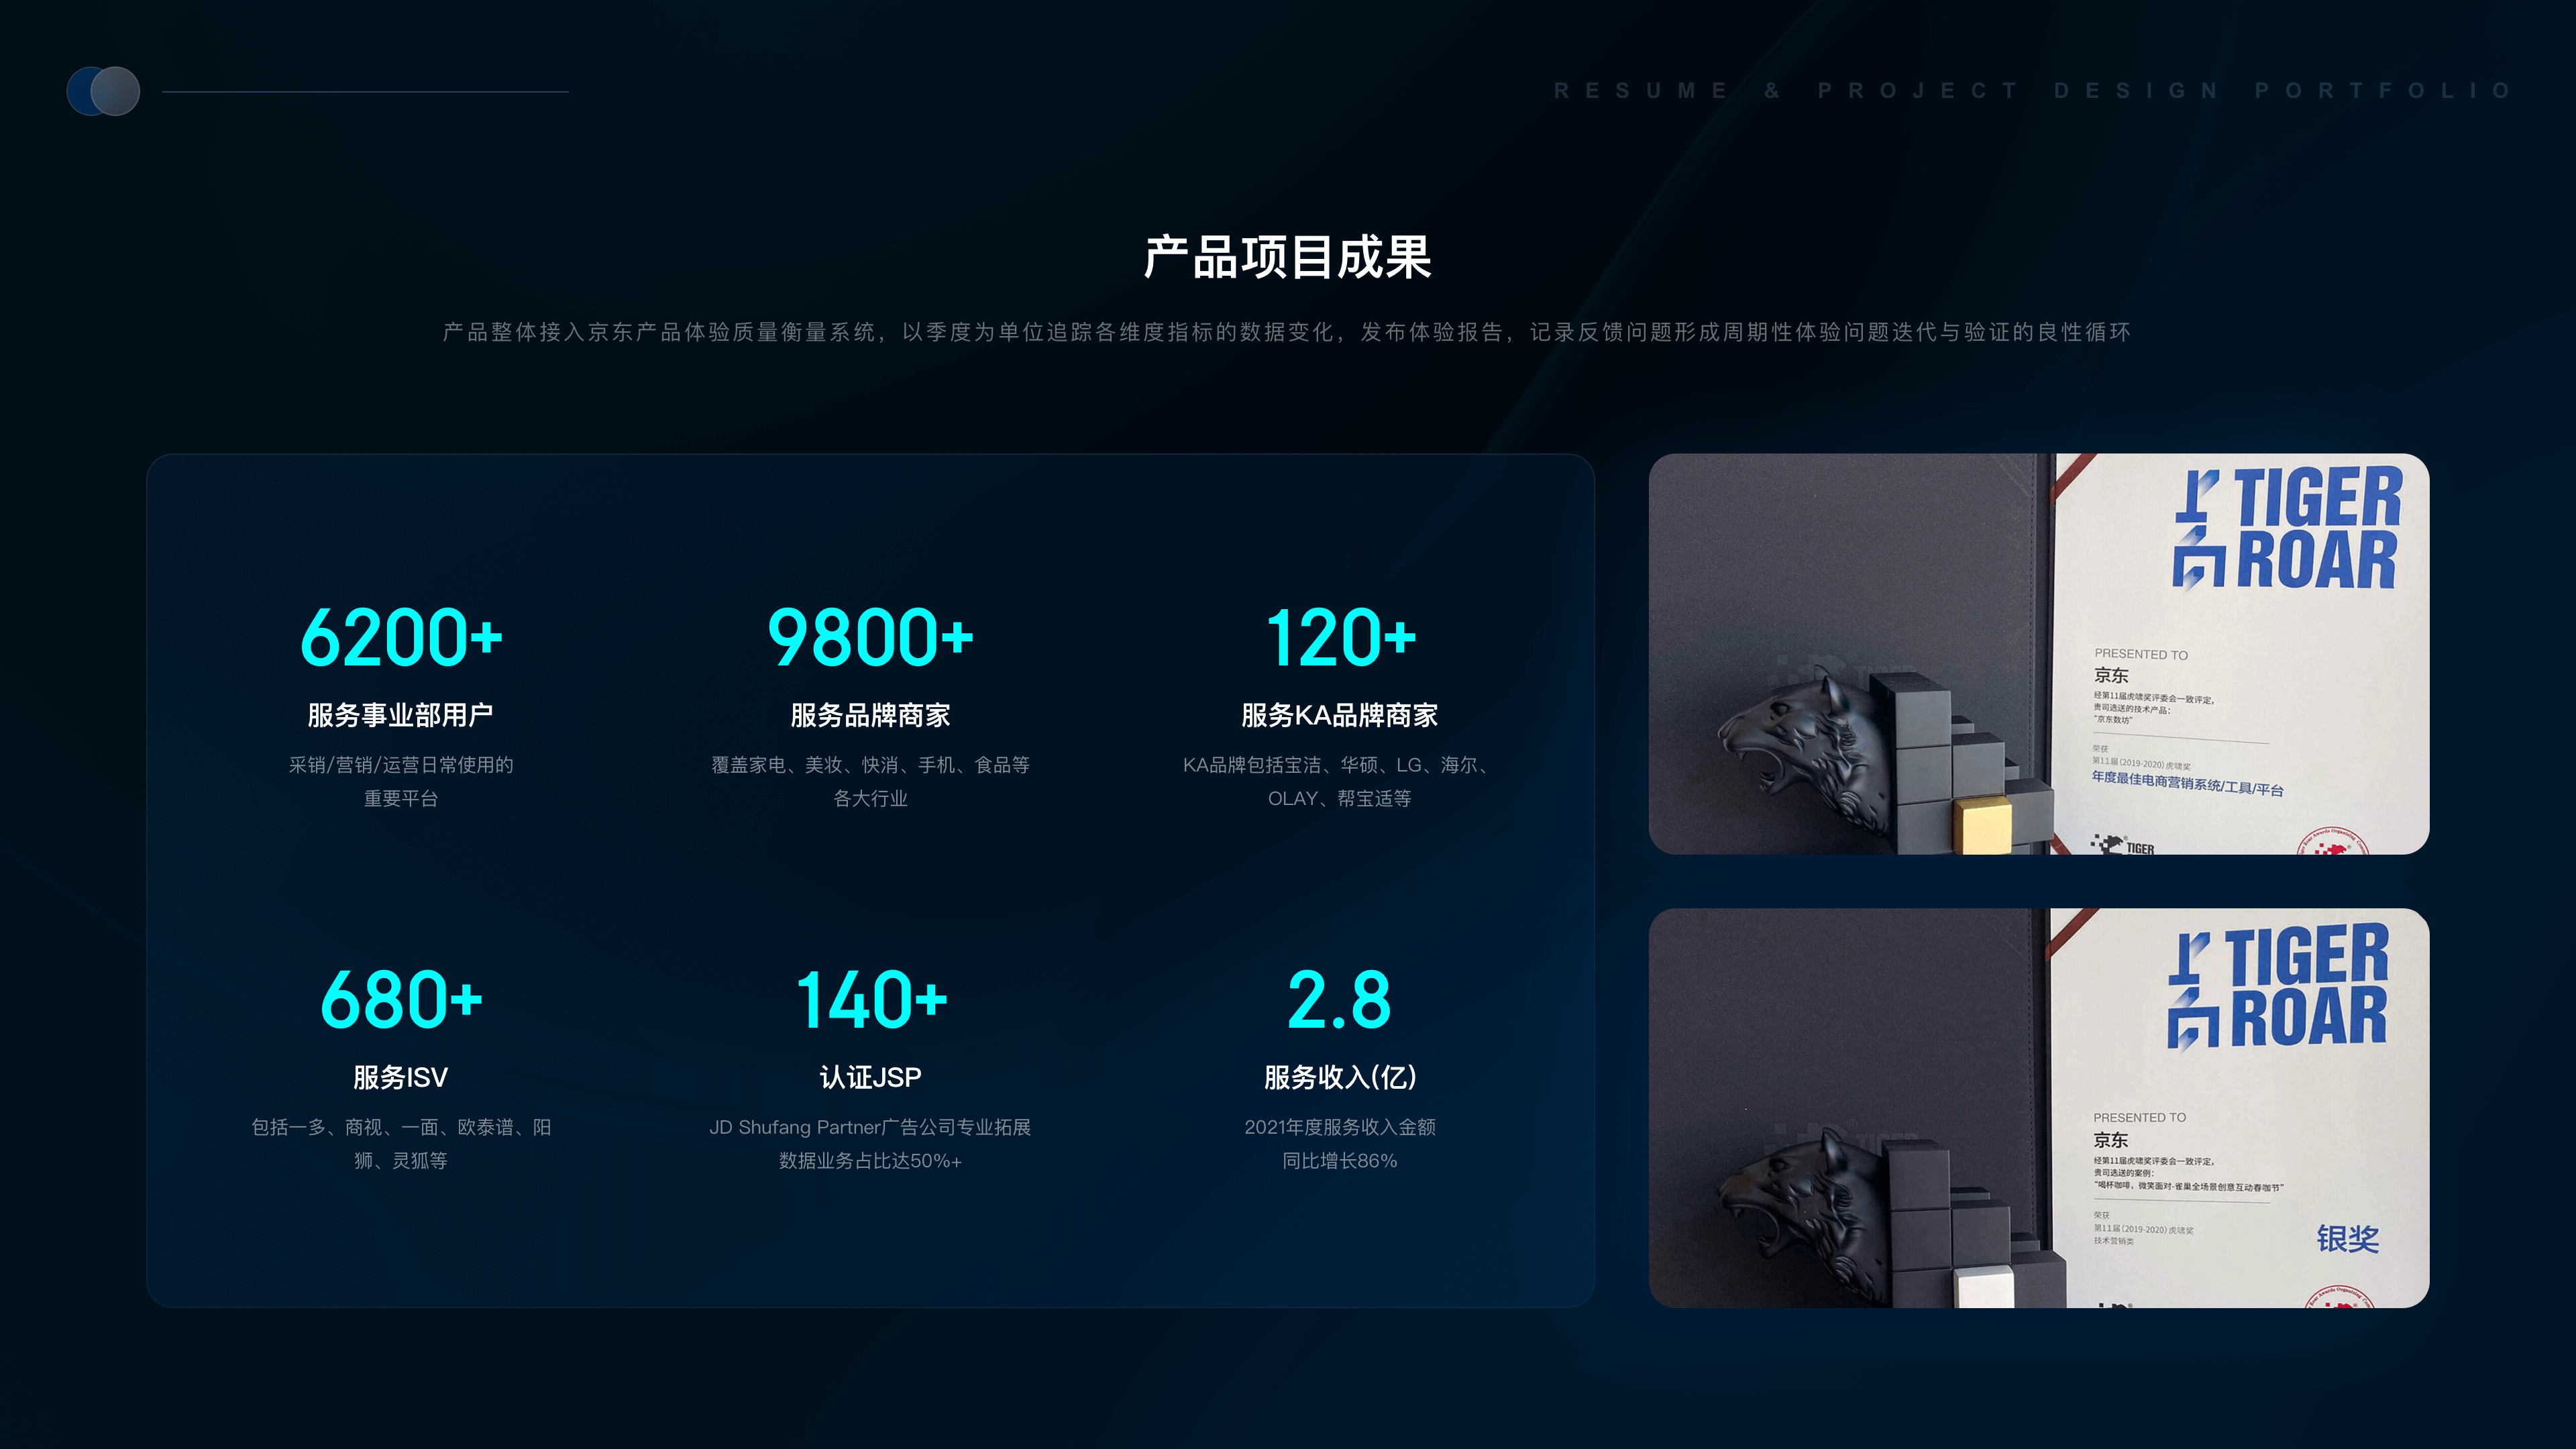 RESUME & PROJECT DESIGN PORTFOLIO
产品项目成果
产品整体接入京东产品体验质量衡量系统，以季度为单位追踪各维度指标的数据变化，发布体验报告，记录反馈问题形成周期性体验问题迭代与验证的良性循环
6200+
服务事业部用户
采销/营销/运营日常使用的
重要平台
9800+
服务品牌商家
覆盖家电、美妆、快消、手机、食品等
各大行业
120+
服务KA品牌商家
KA品牌包括宝洁、华硕、LG、海尔、
OLAY、帮宝适等
680+
服务ISV
包括一多、商视、一面、欧泰谱、阳
狮、灵狐等
140+
认证JSP
JD Shufang Partner广告公司专业拓展
数据业务占比达50%+
2.8
服务收入(亿)
2021年度服务收入金额
同比增长86%
TIGER
ROAR
PRESENTED TO
京东
经第11届虎啸奖评委会一致评定，
贵司选送的技术产品：
“京东数坊”
荣获
第11届(2019-2020)虎啸奖
年度最佳电商营销系统/工具/平台
TIGER
TIGER
ROAR
PRESENTED TO
京东
经第11届虎啸奖评委会一致评定，
贵司选送的案例：
“喝杯咖啡，微笑面对-雀巢全场景创意互动春咖节”
荣获
第11届(2019-2020)虎啸奖
技术营销类
银奖